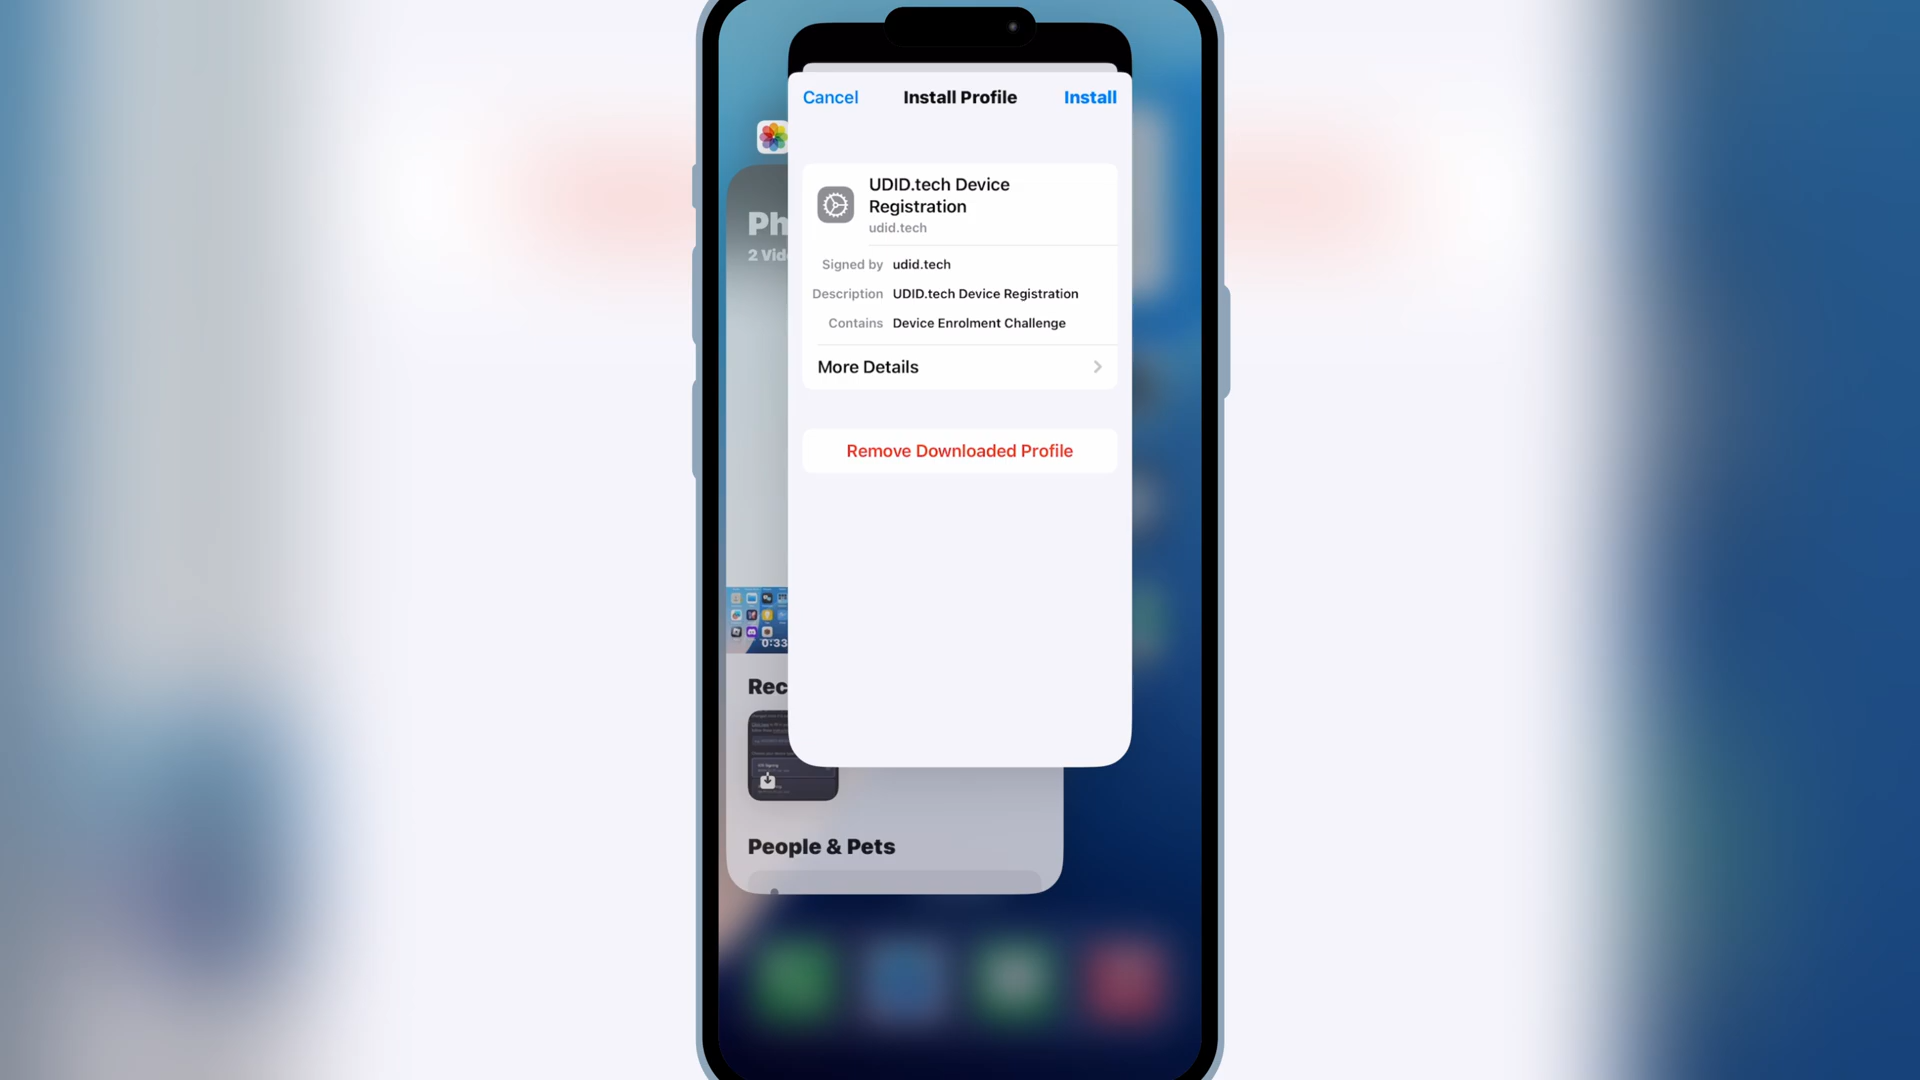 Cancel
Install Profile
Install
UDID.tech Device
Registration
udid.tech
Signed by udid.tech
Description UDID.tech Device Registration
Contains Device Enrolment Challenge
More Details
Remove Downloaded Profile
Ph
2 Vid
0:33
Rec
People & Pets